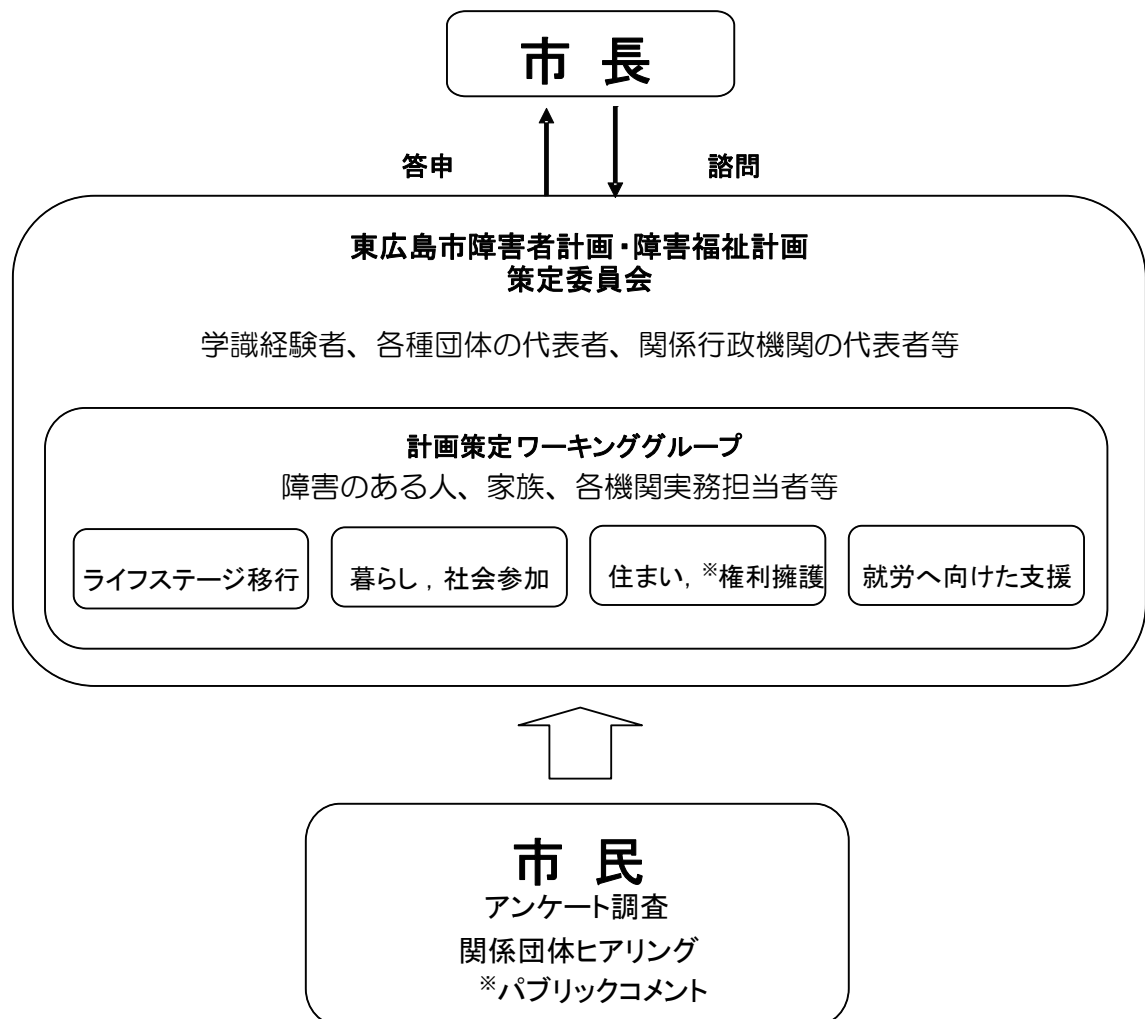 市 長
答申
諮問
東広島市障害者計画・障害福祉計画
策定委員会
学識経験者、各種団体の代表者、関係行政機関の代表者等
計画策定ワーキンググループ
障害のある人、家族、各機関実務担当者等
ライフステージ移行
暮らし , 社会参加
住まい, ※権利擁護
就労へ向けた支援
市 民
アンケート調査
関係団体ヒアリング
※パブリックコメント